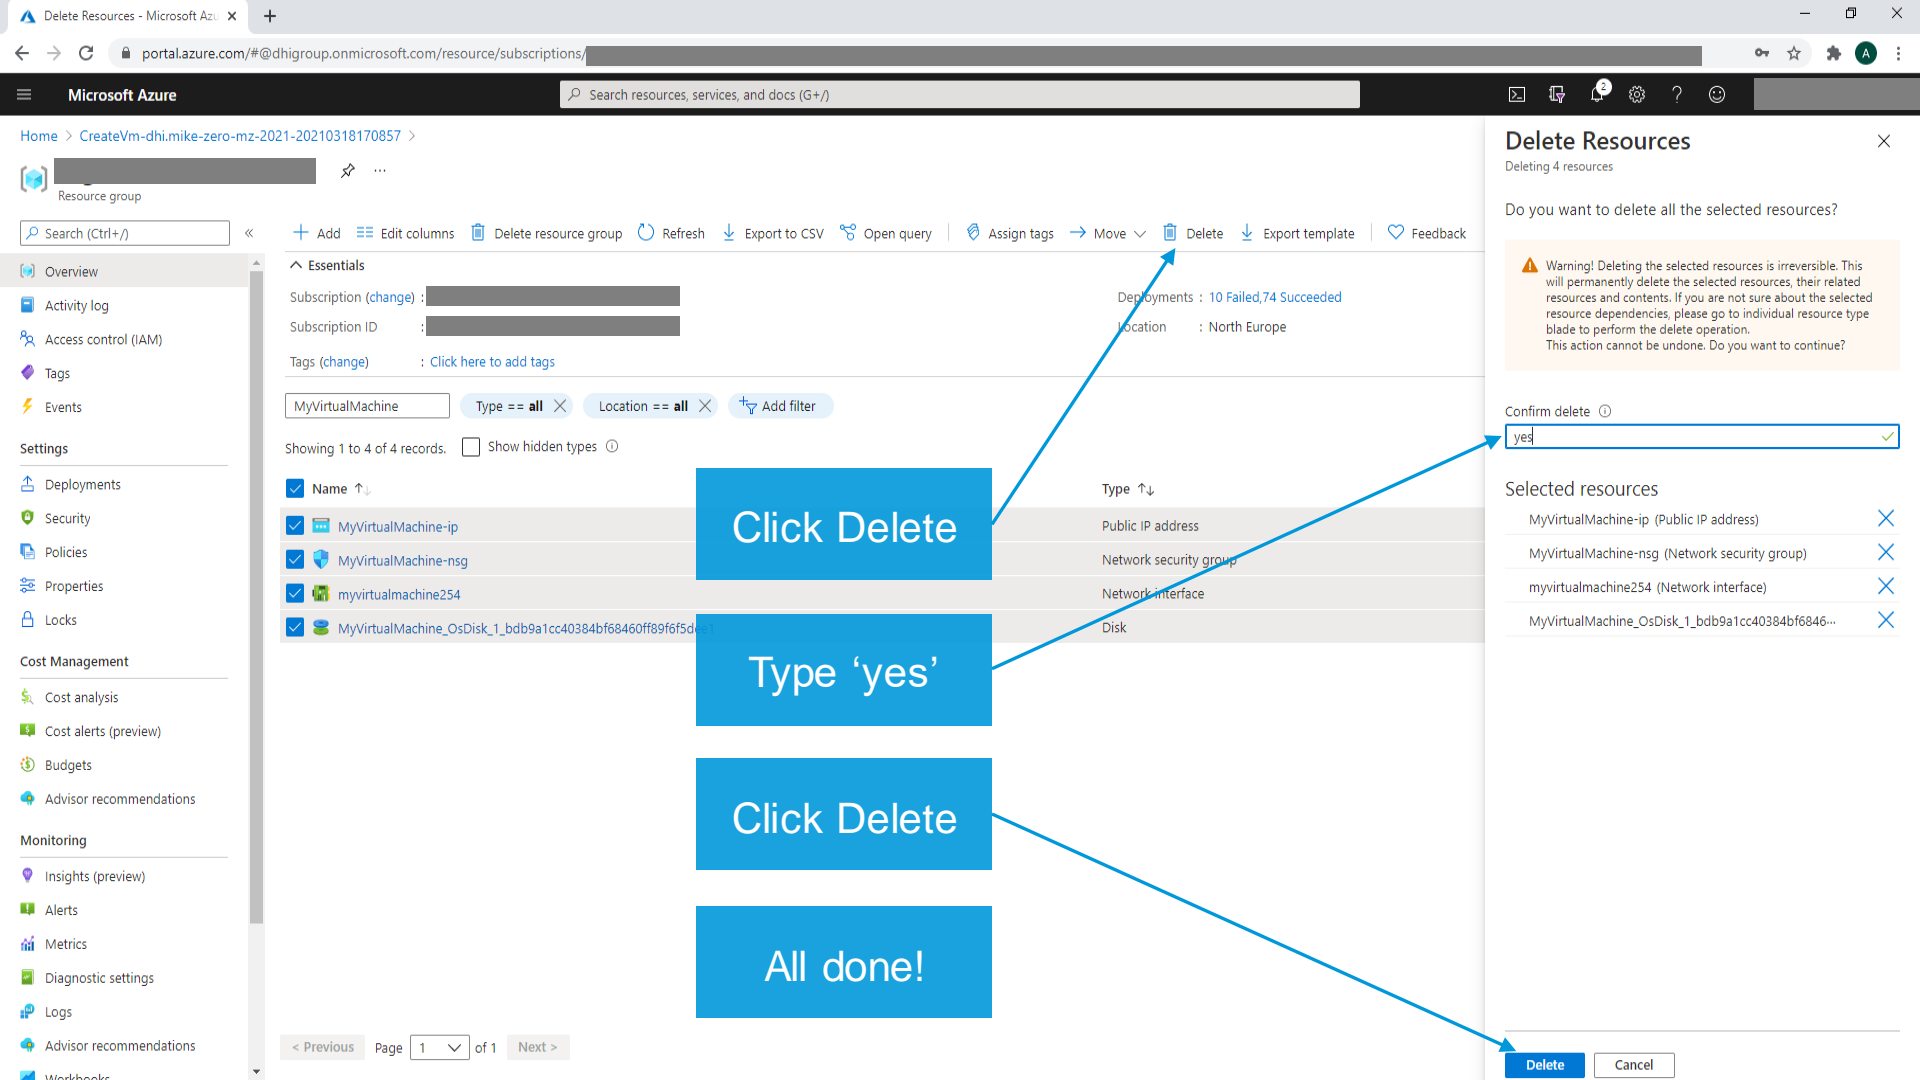 Delete Resources - Microsoft Azu
portal.azure.com/#@dhigroup.onmicrosoft.com/resource/subscriptions/
A
Microsoft Azure
Search resources, services, and docs (G+/)
2
Home > CreateVm-dhi.mike-zero-mz-2021-20210318170857 >
Resource group
Search (Ctrl+/)
Overview
Activity log
Access control (IAM)
Tags
Events
Settings
Deployments
Security
Policies
Properties
Locks
Cost Management
Cost analysis
Cost alerts (preview)
Budgets
Advisor recommendations
Monitoring
Insights (preview)
Alerts
Metrics
Diagnostic settings
Logs
Advisor recommendations
Workbooks
Add Edit columns Delete resource group Refresh Export to CSV Open query Assign tags Move Delete Export template Feedback
Essentials
Subscription (change) :
Subscription ID :
Tags (change) : Click here to add tags
Deployments : 10 Failed,74 Succeeded
Location : North Europe
MyVirtualMachine Type == all Location == all Add filter
Showing 1 to 4 of 4 records. Show hidden types
Name Type
MyVirtualMachine-ip Public IP address
MyVirtualMachine-nsg Network security group
myvirtualmachine254 Network interface
MyVirtualMachine_OsDisk_1_bdb9a1cc40384bf68460ff89f6f5dee1 Disk
Click Delete
Type ‘yes’
Click Delete
All done!
< Previous Page 1 of 1 Next >
Delete Resources
Deleting 4 resources
Do you want to delete all the selected resources?
Warning! Deleting the selected resources is irreversible. This
will permanently delete the selected resources, their related
resources and contents. If you are not sure about the selected
resource dependencies, please go to individual resource type
blade to perform the delete operation.
This action cannot be undone. Do you want to continue?
Confirm delete
yes
Selected resources
MyVirtualMachine-ip (Public IP address)
MyVirtualMachine-nsg (Network security group)
myvirtualmachine254 (Network interface)
MyVirtualMachine_OsDisk_1_bdb9a1cc40384bf6846···
Delete Cancel